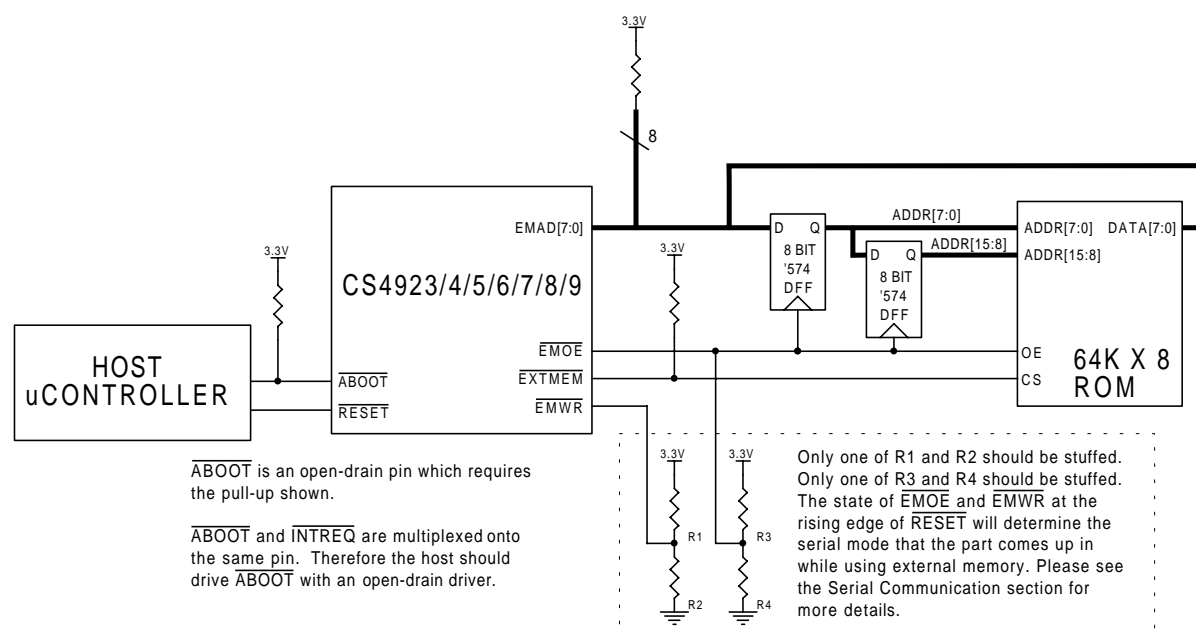 3.3V
8
EMAD[7:0]
D Q
8 BIT
'574
DFF
ADDR[7:0]
D Q
8 BIT
'574
DFF
ADDR[15:8]
ADDR[7:0] DATA[7:0]
ADDR[15:8]
3.3V
3.3V
CS4923/4/5/6/7/8/9
HOST
uCONTROLLER
ABOOT
RESET
EMOE
EXTMEM
EMWR
OE
CS
64K X 8
ROM
ABOOT is an open-drain pin which requires
the pull-up shown.
ABOOT and INTREQ are multiplexed onto
the same pin. Therefore the host should
drive ABOOT with an open-drain driver.
3.3V
3.3V
R1
R3
R2
R4
Only one of R1 and R2 should be stuffed.
Only one of R3 and R4 should be stuffed.
The state of EMOE and EMWR at the
rising edge of RESET will determine the
serial mode that the part comes up in
while using external memory. Please see
the Serial Communication section for
more details.